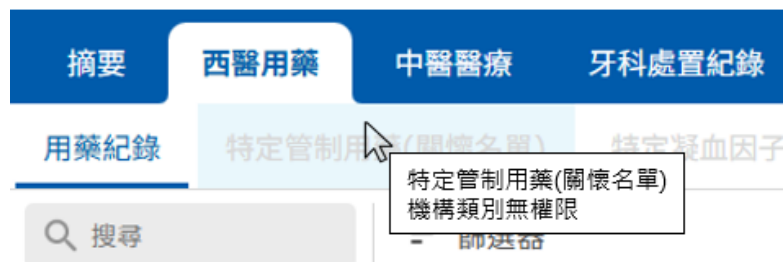 摘要
西醫用藥
中醫醫療
牙科處置紀錄
用藥紀錄
特定管制用藥(關懷名單)
特定凝血因子
特定管制用藥(關懷名單)
機構類別無權限
搜尋
篩選器